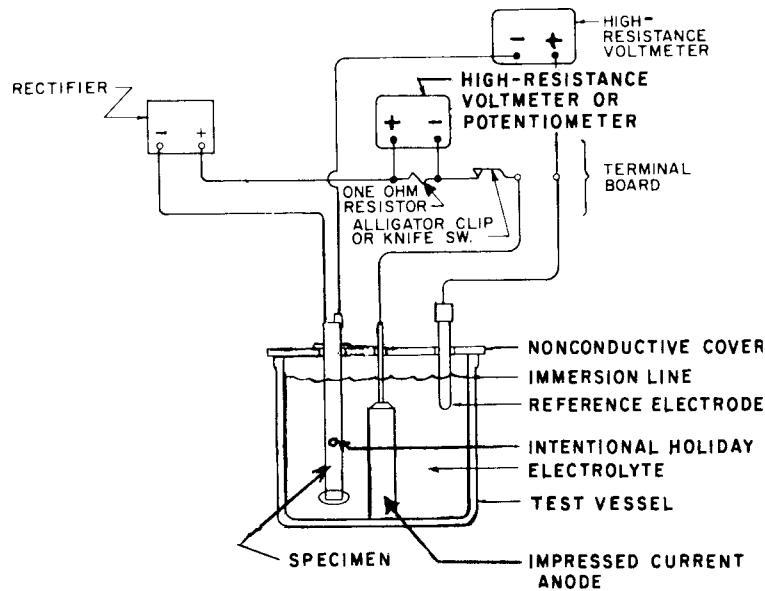 HIGH-
RESISTANCE
VOLTMETER
- +
HIGH-RESISTANCE
VOLTMETER OR
POTENTIOMETER
RECTIFIER
- +
+ -
TERMINAL
BOARD
ONE OHM
RESISTOR
ALLIGATOR CLIP
OR KNIFE SW.
NONCONDUCTIVE COVER
IMMERSION LINE
REFERENCE ELECTRODE
INTENTIONAL HOLIDAY
ELECTROLYTE
TEST VESSEL
SPECIMEN
IMPRESSED CURRENT
ANODE